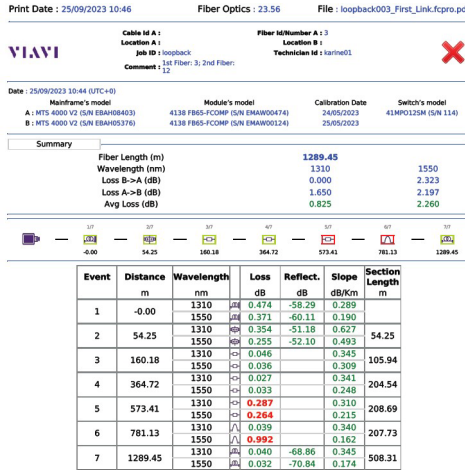 Print Date : 25/09/2023 10:46 Fiber Optics : 23.56 File : loopback003_First_Link.fcpro.pd
VIAVI
Cable Id A : Fiber Id/Number A : 3
Location A : Location B :
Job ID : loopback Technician Id : karine01
Comment : 1st Fiber: 3; 2nd Fiber:
12
Date : 25/09/2023 10:44 (UTC+0)
Mainframe's model Module's model Calibration Date Switch's model
A : MTS 4000 V2 (S/N EBAH08403) 4138 FB65-FCOMP (S/N EMAW00474) 24/05/2023 41MPO12SM (S/N 114)
B : MTS 4000 V2 (S/N EBAH05376) 4138 FB65-FCOMP (S/N EMAW00124) 25/05/2023
Summary
Fiber Length (m) 1289.45
Wavelength (nm) 1310 1550
Loss B->A (dB) 0.000 2.323
Loss A->B (dB) 1.650 2.197
Avg Loss (dB) 0.825 2.260
1/7 2/7 3/7 4/7 5/7 6/7 7/7
-0.00 54.25 160.18 364.72 573.41 781.13 1289.45
Event Distance Wavelength Loss Reflect. Slope Section Length
m nm dB dB dB/Km m
1 -0.00 1310 0.474 -58.29 0.289
1550 0.371 -60.11 0.190
2 54.25 1310 0.354 -51.18 0.627 54.25
1550 0.255 -52.10 0.493
3 160.18 1310 0.046 0.345 105.94
1550 0.036 0.309
4 364.72 1310 0.027 0.341 204.54
1550 0.033 0.248
5 573.41 1310 0.287 0.310 208.69
1550 0.264 0.215
6 781.13 1310 0.039 0.340 207.73
1550 0.992 0.162
7 1289.45 1310 0.040 -68.86 0.345 508.31
1550 0.032 -70.84 0.174